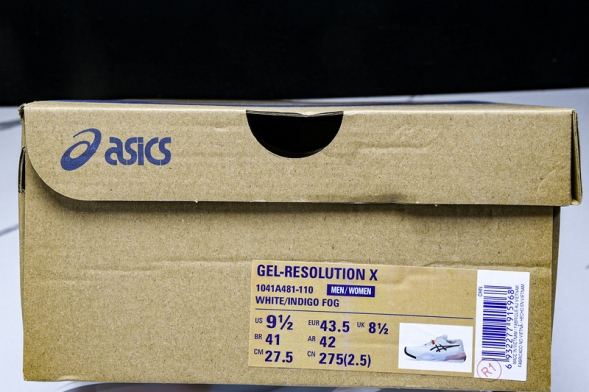 asics
GEL-RESOLUTION X
1041A481-110 MEN/WOMEN
WHITE/INDIGO FOG
US 9½ EUR 43.5 UK 8½
BR 41 AR 42
CM 27.5 CN 275(2.5)